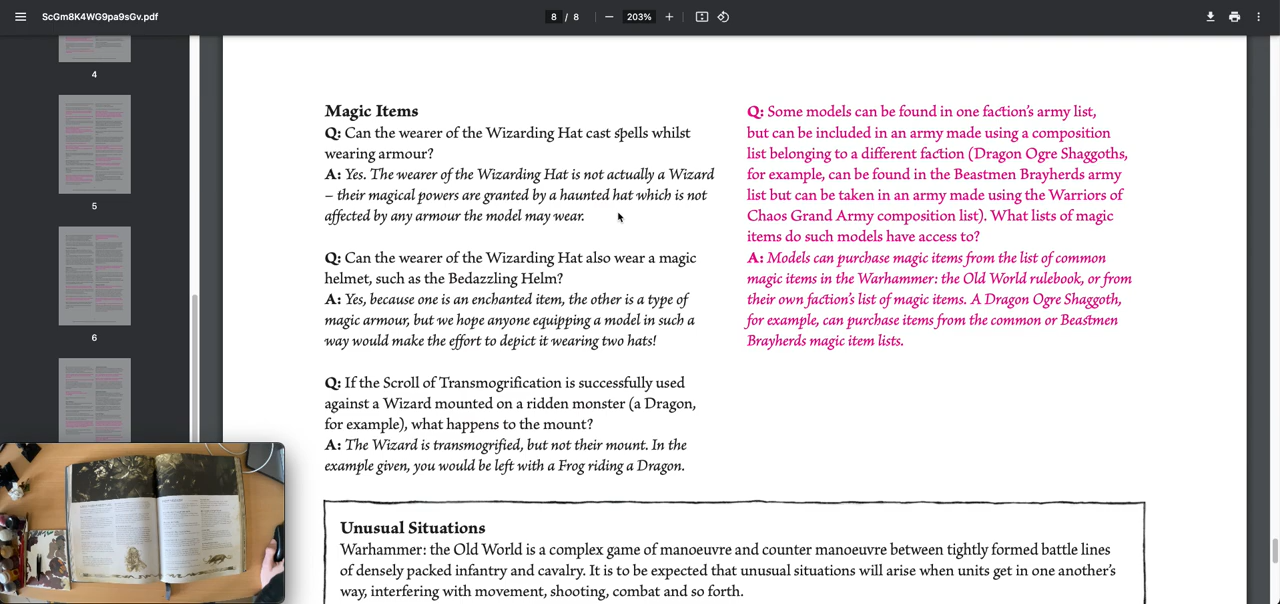 ScGm8K4WG9pa9sGv.pdf
8 / 8
203%
4
5
6
Magic Items
Q: Can the wearer of the Wizarding Hat cast spells whilst
wearing armour?
A: Yes. The wearer of the Wizarding Hat is not actually a Wizard
– their magical powers are granted by a haunted hat which is not
affected by any armour the model may wear.
Q: Can the wearer of the Wizarding Hat also wear a magic
helmet, such as the Bedazzling Helm?
A: Yes, because one is an enchanted item, the other is a type of
magic armour, but we hope anyone equipping a model in such a
way would make the effort to depict it wearing two hats!
Q: If the Scroll of Transmogrification is successfully used
against a Wizard mounted on a ridden monster (a Dragon,
for example), what happens to the mount?
A: The Wizard is transmogrified, but not their mount. In the
example given, you would be left with a Frog riding a Dragon.
Q: Some models can be found in one faction's army list,
but can be included in an army made using a composition
list belonging to a different faction (Dragon Ogre Shaggoths,
for example, can be found in the Beastmen Brayherds army
list but can be taken in an army made using the Warriors of
Chaos Grand Army composition list). What lists of magic
items do such models have access to?
A: Models can purchase magic items from the list of common
magic items in the Warhammer: the Old World rulebook, or from
their own faction's list of magic items. A Dragon Ogre Shaggoth,
for example, can purchase items from the common or Beastmen
Brayherds magic item lists.
Unusual Situations
Warhammer: the Old World is a complex game of manoeuvre and counter manoeuvre between tightly formed battle lines
of densely packed infantry and cavalry. It is to be expected that unusual situations will arise when units get in one another's
way, interfering with movement, shooting, combat and so forth.